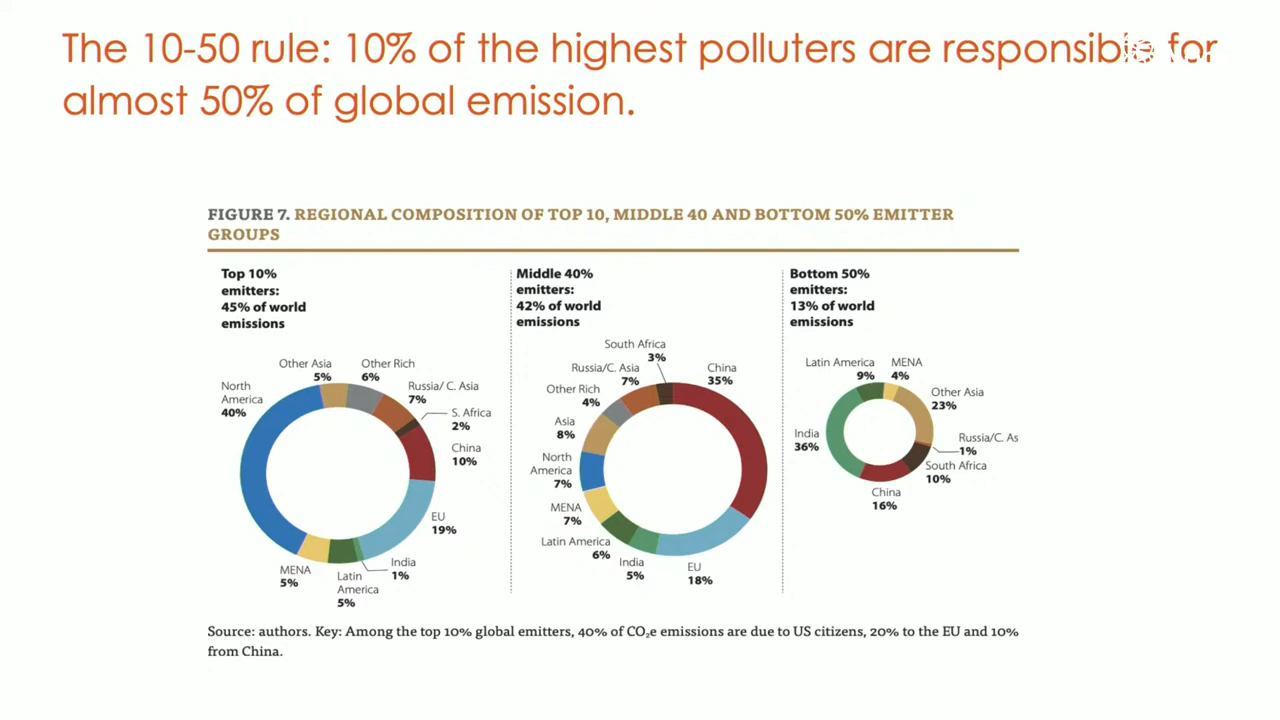 The 10-50 rule: 10% of the highest polluters are responsible for
almost 50% of global emission.
FIGURE 7. REGIONAL COMPOSITION OF TOP 10, MIDDLE 40 AND BOTTOM 50% EMITTER
GROUPS
Top 10%
emitters:
45% of world
emissions
Other Asia
5%
Other Rich
6%
Russia/ C. Asia
7%
S. Africa
2%
China
10%
EU
19%
India
1%
Latin
America
5%
MENA
5%
North
America
40%
Middle 40%
emitters:
42% of world
emissions
South Africa
3%
China
35%
EU
18%
India
5%
Latin America
6%
MENA
7%
North
America
7%
Asia
8%
Other Rich
4%
Russia/C. Asia
7%
Bottom 50%
emitters:
13% of world
emissions
Latin America
9%
MENA
4%
Other Asia
23%
Russia/C. As
1%
South Africa
10%
China
16%
India
36%
Source: authors. Key: Among the top 10% global emitters, 40% of CO₂e emissions are due to US citizens, 20% to the EU and 10%
from China.